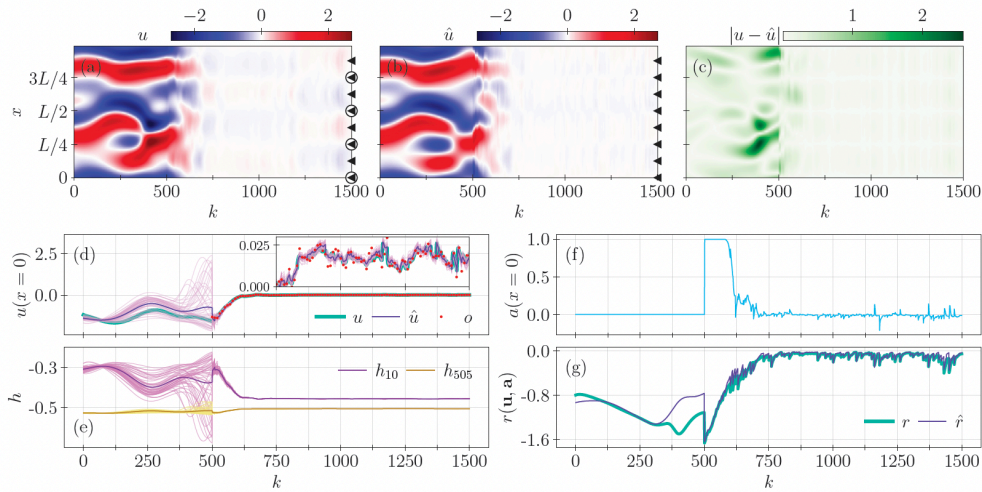 −2 0 2
u
−2 0 2
û
1 2
|u − û|
(a)
(b)
(c)
3L/4
L/2
L/4
0
x
0 500 1000 1500
k
0 500 1000 1500
k
0 500 1000 1500
k
(d)
2.5
0.0
u(x = 0)
0.025
0.000
u û o
(e)
-0.3
-0.5
h
h₁₀ h₅₀₅
0 250 500 750 1000 1250 1500
k
(f)
1.0
0.5
0.0
a(x = 0)
(g)
0.0
-0.8
-1.6
r(𝐮, 𝐚)
r r̂
0 250 500 750 1000 1250 1500
k